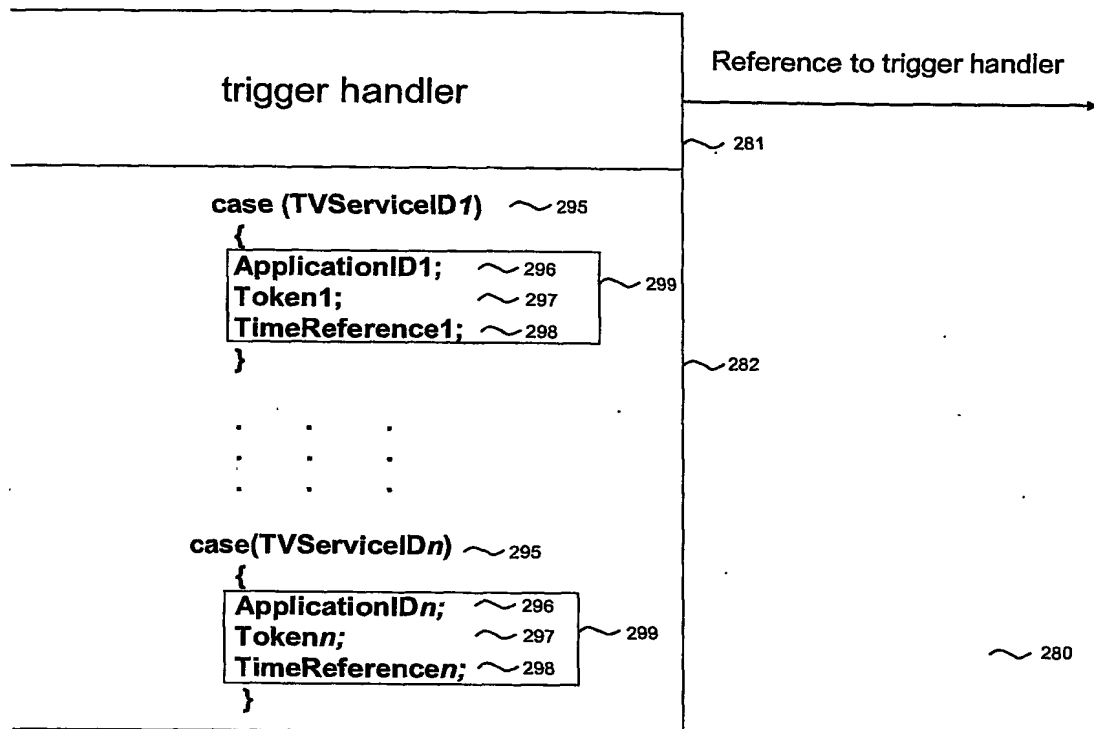 trigger handler
Reference to trigger handler
281
case (TVServiceID1) 295
{
ApplicationID1; 296
Token1; 297
TimeReference1; 298
299
}
282
. . .
. . .
. . .
case(TVServiceIDn) 295
{
ApplicationIDn; 296
Tokenn; 297
TimeReferencen; 298
299
}
280